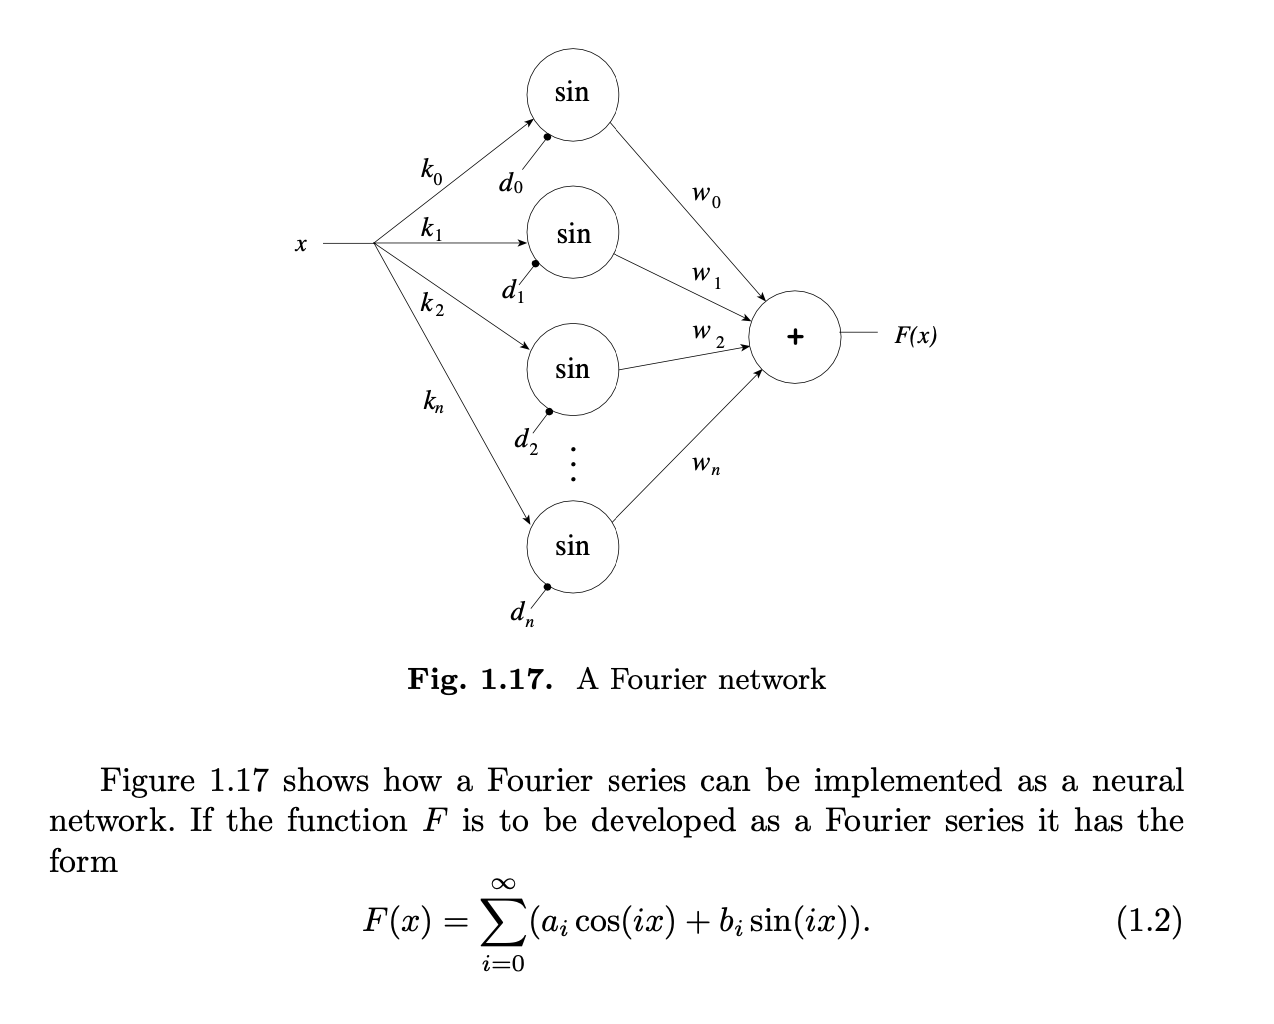 sin
k0
d0
w0
sin
k1
x
d1
w1
k2
w2
sin
+
F(x)
kn
d2
⋮
wn
sin
dn
Fig. 1.17. A Fourier network
Figure 1.17 shows how a Fourier series can be implemented as a neural
network. If the function F is to be developed as a Fourier series it has the
form
F(x) = ∑_{i=0}^{∞} (a_i cos(ix) + b_i sin(ix)). (1.2)